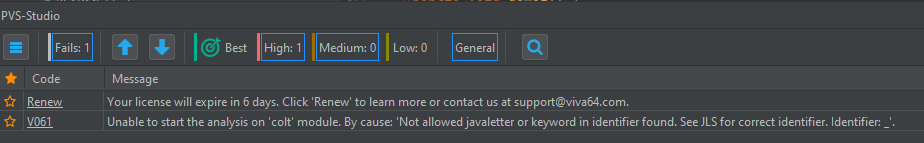 PVS-Studio
Fails: 1 Best High: 1 Medium: 0 Low: 0 General
Code Message
Renew Your license will expire in 6 days. Click 'Renew' to learn more or contact us at support@viva64.com.
V061 Unable to start the analysis on 'colt' module. By cause: 'Not allowed javaletter or keyword in identifier found. See JLS for correct identifier. Identifier: _'.